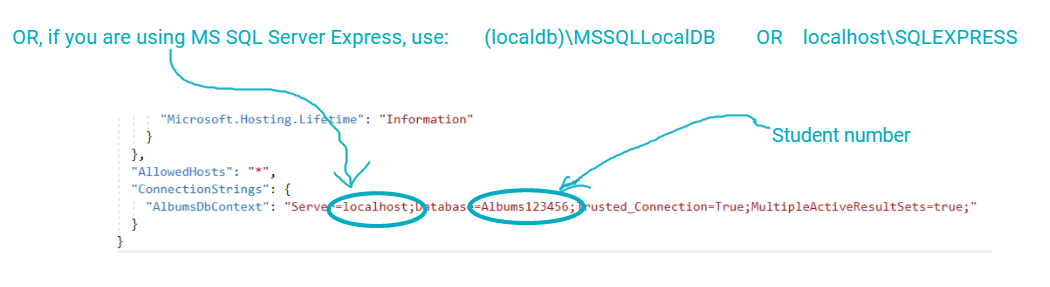 OR, if you are using MS SQL Server Express, use: (localdb)\MSSQLLocalDB OR localhost\SQLEXPRESS
"Microsoft.Hosting.Lifetime": "Information"
}
Student number
},
"AllowedHosts": "*",
"ConnectionStrings": {
"AlbumsDbContext": "Server=localhost;Database=Albums123456;Trusted_Connection=True;MultipleActiveResultSets=true;"
}
}